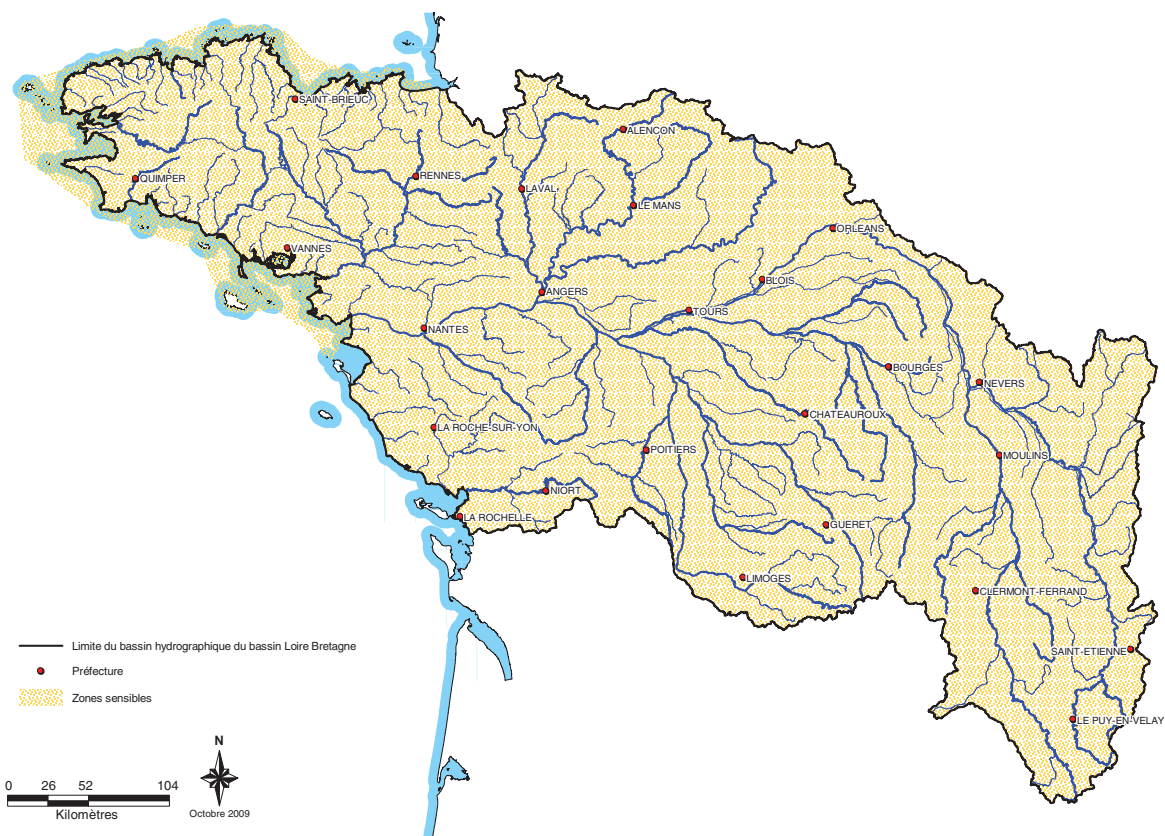 SAINT-BRIEUC
ALENCON
QUIMPER
RENNES
LAVAL
LE MANS
ORLEANS
VANNES
BLOIS
ANGERS
TOURS
NANTES
BOURGES
NEVERS
CHATEAUROUX
LA ROCHE-SUR-YON
POITIERS
MOULINS
NIORT
LA ROCHELLE
GUERET
LIMOGES
CLERMONT-FERRAND
SAINT-ETIENNE
LE PUY-EN-VELAY
Limite du bassin hydrographique du bassin Loire Bretagne
Préfecture
Zones sensibles
N
0 26 52 104
Kilomètres
Octobre 2009